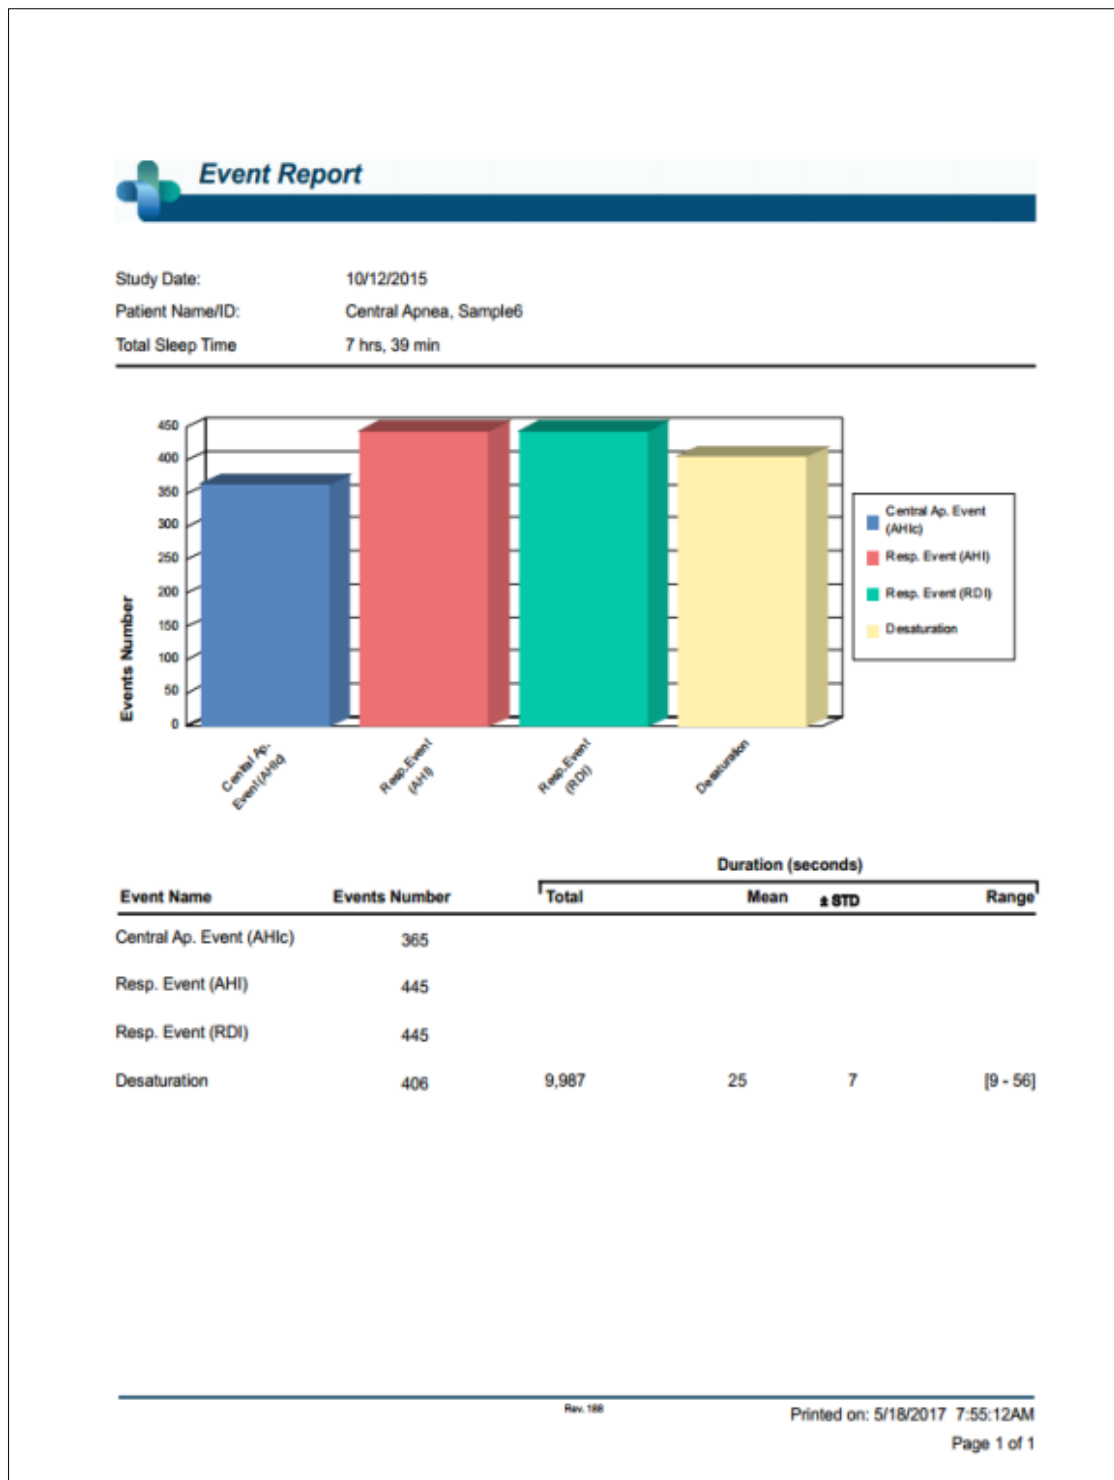 Event Report
Study Date: 10/12/2015
Patient Name/ID: Central Apnea, Sample6
Total Sleep Time 7 hrs, 39 min
450
400
350
300
250
200
150
100
50
0
Events Number
Central Ap.
Event (AHIc)
Resp. Event
(AHI)
Resp. Event
(RDI)
Desaturation
Central Ap. Event
(AHIc)
Resp. Event (AHI)
Resp. Event (RDI)
Desaturation
Duration (seconds)
Event Name Events Number Total Mean ± STD Range
Central Ap. Event (AHIc) 365
Resp. Event (AHI) 445
Resp. Event (RDI) 445
Desaturation 406 9,987 25 7 [9 - 56]
Rev. 188
Printed on: 5/18/2017 7:55:12AM
Page 1 of 1